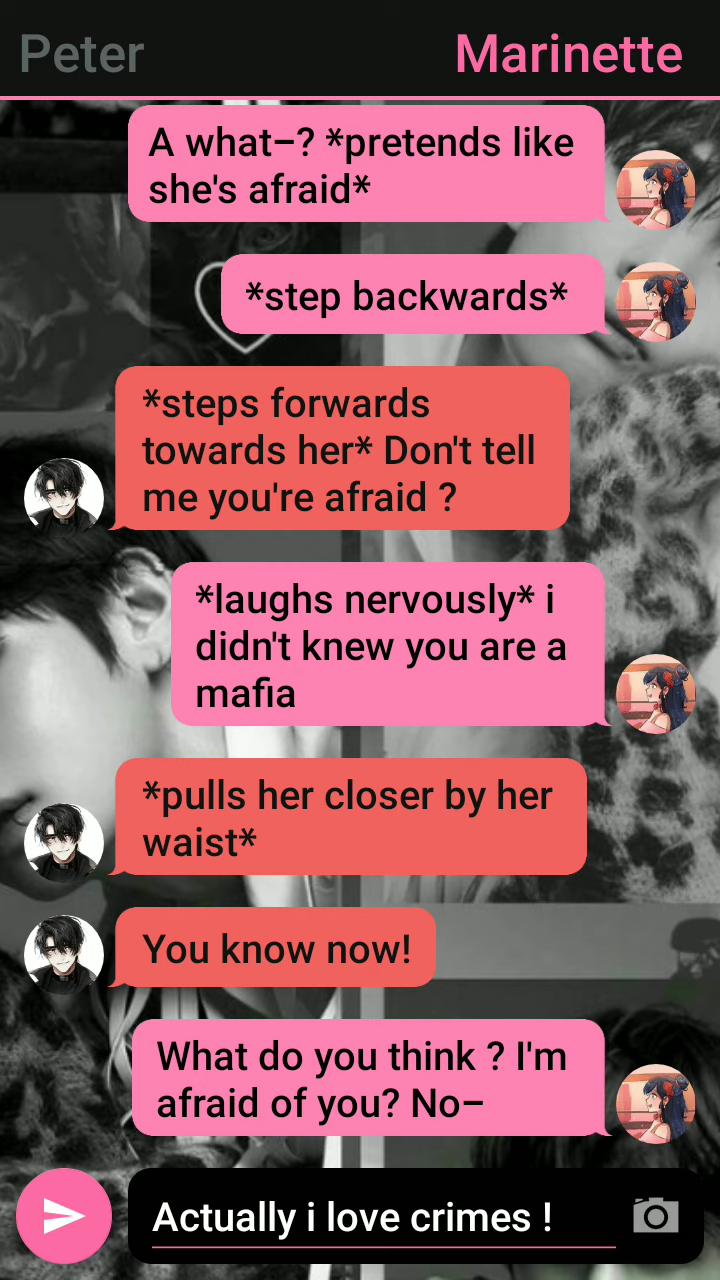 Peter Marinette
A what–? *pretends like
she's afraid*
*step backwards*
*steps forwards
towards her* Don't tell
me you're afraid ?
*laughs nervously* i
didn't knew you are a
mafia
*pulls her closer by her
waist*
You know now!
What do you think ? I'm
afraid of you? No–
Actually i love crimes !